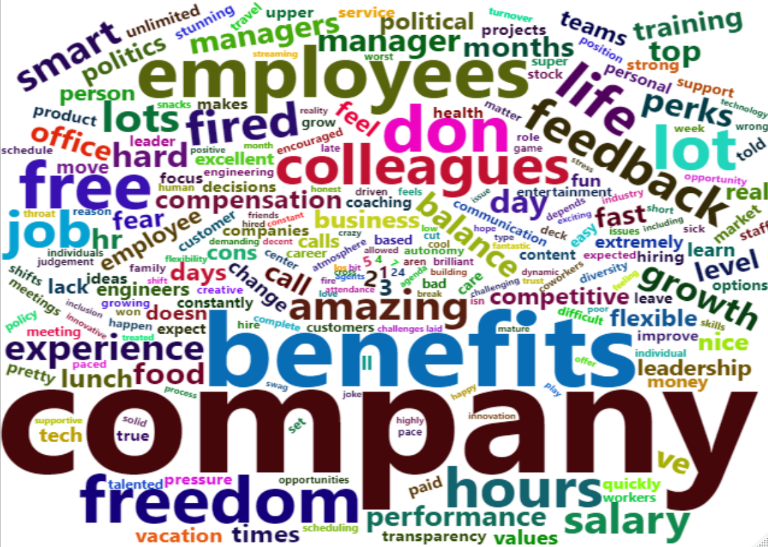 unlimited
stunning
travel
upper
service
turnover
teams
training
smart
politics
managers
streaming
political
projects
position
top
manager
worst
months
super
stock
strong
personal
support
technology
person
employees
life
perks
snacks
makes
product
lots
fired
reality
grow
feel
health
matter
feedback
lot
week
wrong
told
office
schedule
leader
positive
month
encouraged
late
don
role
game
hard
move
excellent
engineering
colleagues
stress
opportunity
free
focus
human
decisions
honest
driven
feels
issue
fun
entertainment
industry
real
compensation
coaching
day
depends
exciting
fast
short
market
staff
throat
reason
fear
employee
customer
friends
hired
constant
business
balance
communication
easy
issues
including
sick
job
hr
companies
crazy
low
cut
hope
type
deck
extremely
learn
individuals
judgement
cons
demanding
decent
calls
career
atmosphere
based
cool
autonomy
fantastic
content
expected
hiring
level
shifts
family
flexibility
center
allowed
aren
brilliant
dynamic
coworkers
diversity
feeling
options
meetings
ideas
lack
engineers
shift
days
creative
change
call
fire
love
5
4
2
1
24
3
7
agenda
building
bad
care
challenging
trust
growth
inclusion
growing
constantly
attendance
break
isn
competitive
leave
policy
innovative
won
doesn
amazing
poor
difficult
flexible
skills
meeting
happen
expect
hire
complete
customers
challenges
laid
mature
improve
nice
experience
treated
benefits
individual
pretty
paced
lunch
food
ll
offer
leadership
money
process
swag
joke
happy
play
company
supportive
tech
solid
true
set
highly
pace
innovation
ve
talented
pressure
opportunities
paid
hours
quickly
workers
freedom
scheduling
performance
salary
vacation
times
transparency
values